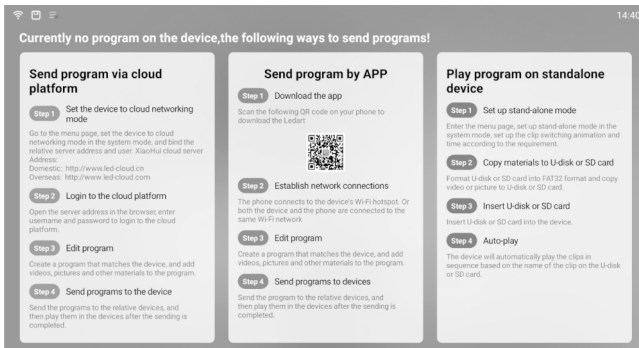 14:40
Currently no program on the device,the following ways to send programs!
Send program via cloud
platform
Step 1 Set the device to cloud networking
mode
Go to the menu page, set the device to cloud
networking mode in the system mode, and bind the
relative server address and user. XiaoHui cloud server
Address:
Domestic: http://www.led-cloud.cn
Overseas: http://www.led-cloud.com
Step 2 Login to the cloud platform
Open the server address in the browser, enter
username and password to login to the cloud
platform.
Step 3 Edit program
Create a program that matches the device, and add
videos, pictures and other materials to the program.
Step 4 Send programs to the device
Send the programs to the relative devices, and
then play them in the devices after the sending is
completed.
Send program by APP
Step 1 Download the app
Scan the following QR code on your phone to
download the Ledart
Step 2 Establish network connections
The phone connects to the device's Wi-Fi hotspot. Or
both the device and the phone are connected to the
same Wi-Fi network
Step 3 Edit program
Create a program that matches the device, and add
videos, pictures and other materials to the program.
Step 4 Send programs to devices
Send the program to the relative devices, and
then play them in the devices after the sending is
completed.
Play program on standalone
device
Step 1 Set up stand-alone mode
Enter the menu page, set up stand-alone mode in the
system mode, set up the clip switching animation and
time according to the requirement.
Step 2 Copy materials to U-disk or SD card
Format U-disk or SD card into FAT32 format and copy
video or picture to U-disk or SD card.
Step 3 Insert U-disk or SD card
Insert U-disk or SD card into the device.
Step 4 Auto-play
The device will automatically play the clips in
sequence based on the name of the clip on the U-disk
or SD card.